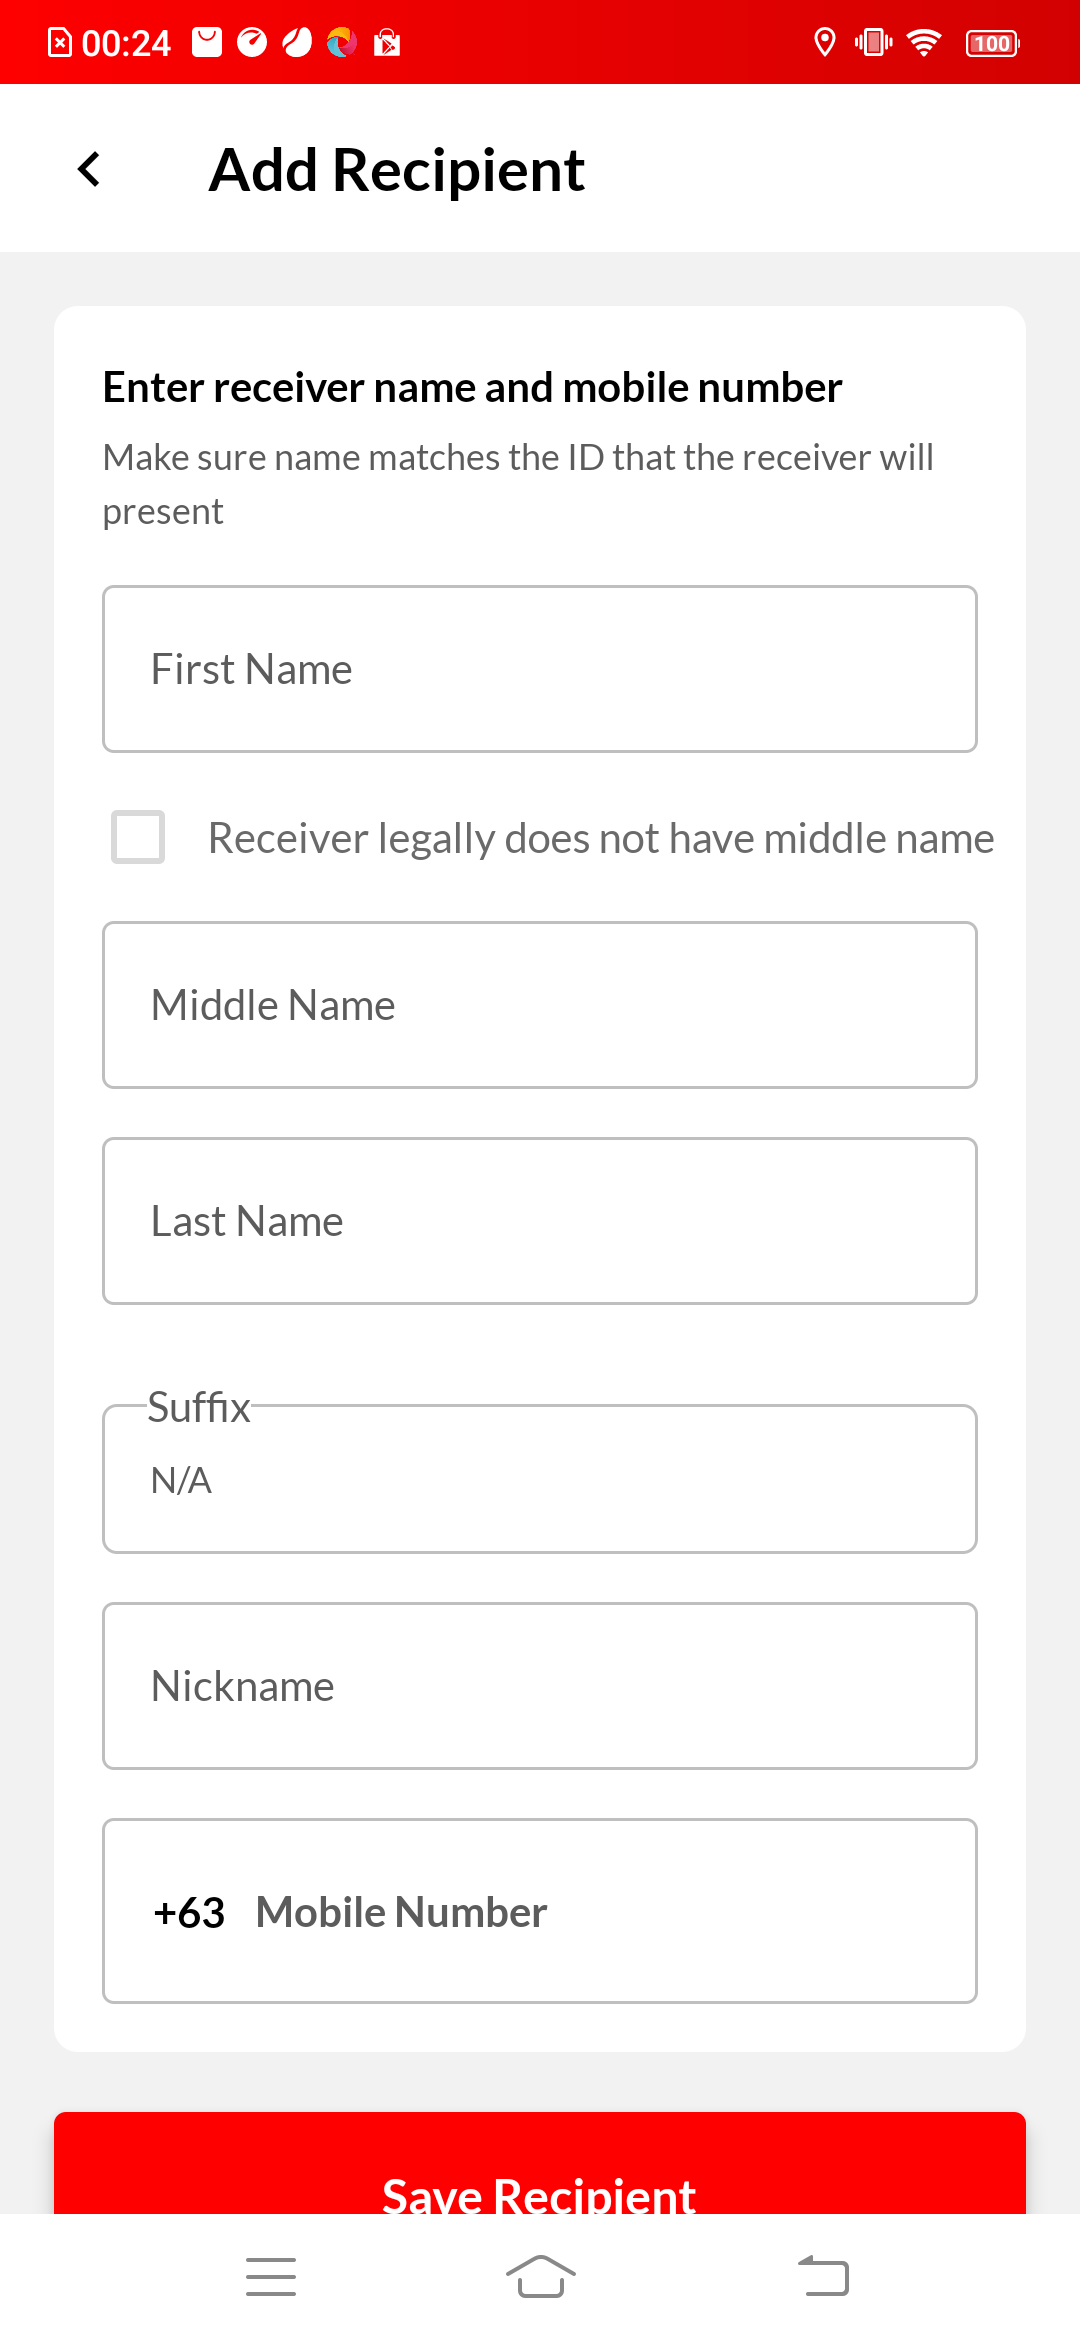 00:24
100
Add Recipient
Enter receiver name and mobile number
Make sure name matches the ID that the receiver will
present
First Name
Receiver legally does not have middle name
Middle Name
Last Name
Suffix
N/A
Nickname
+63 Mobile Number
Save Recipient